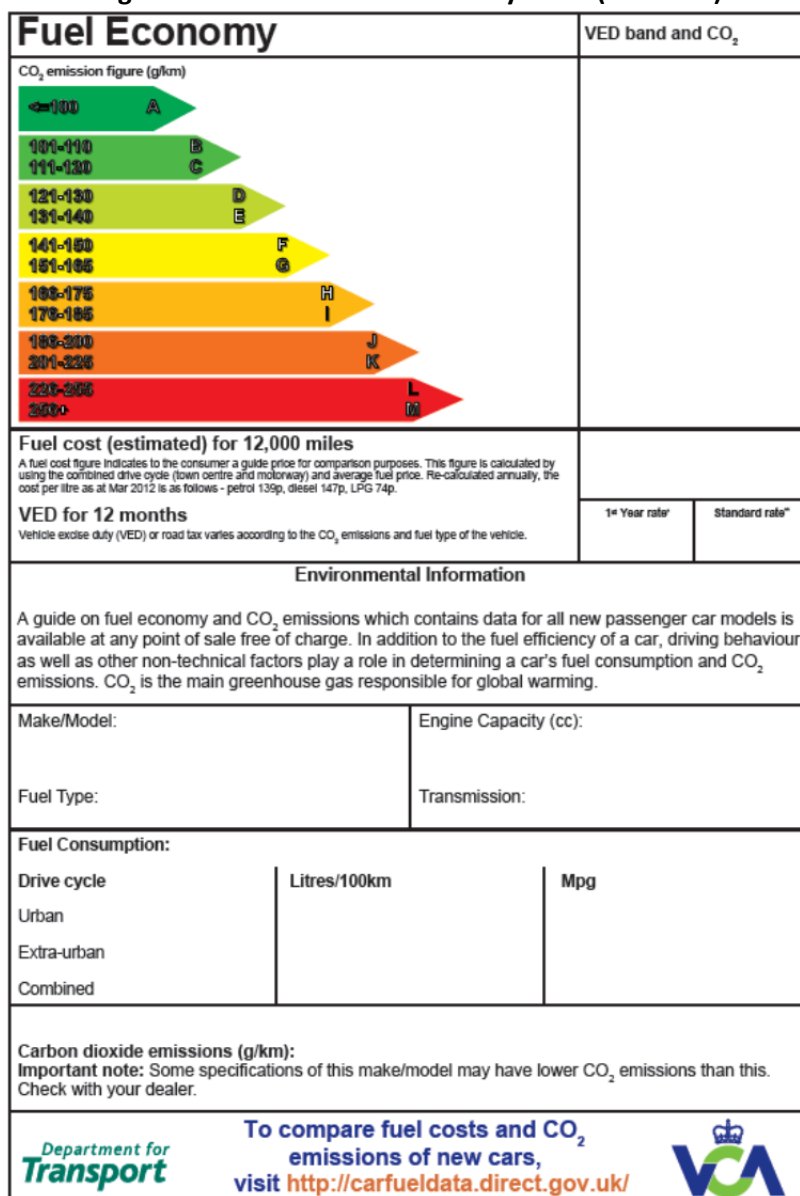 Fuel Economy
VED band and CO₂
CO₂ emission figure (g/km)
<=100 A
101-110 B
111-120 C
121-130 D
131-140 E
141-150 F
151-165 G
166-175 H
176-185 I
186-200 J
201-225 K
226-255 L
256+ M
Fuel cost (estimated) for 12,000 miles
A fuel cost figure indicates to the consumer a guide price for comparison purposes. This figure is calculated by
using the combined drive cycle (town centre and motorway) and average fuel price. Re-calculated annually, the
cost per litre as at Mar 2012 is as follows - petrol 139p, diesel 147p, LPG 74p.
VED for 12 months
Vehicle excise duty (VED) or road tax varies according to the CO₂ emissions and fuel type of the vehicle.
1st Year rate*
Standard rate**
Environmental Information
A guide on fuel economy and CO₂ emissions which contains data for all new passenger car models is
available at any point of sale free of charge. In addition to the fuel efficiency of a car, driving behaviour
as well as other non-technical factors play a role in determining a car's fuel consumption and CO₂
emissions. CO₂ is the main greenhouse gas responsible for global warming.
Make/Model:
Engine Capacity (cc):
Fuel Type:
Transmission:
Fuel Consumption:
Drive cycle Litres/100km Mpg
Urban
Extra-urban
Combined
Carbon dioxide emissions (g/km):
Important note: Some specifications of this make/model may have lower CO₂ emissions than this.
Check with your dealer.
Department for
Transport
To compare fuel costs and CO₂
emissions of new cars,
visit http://carfueldata.direct.gov.uk/
VCA